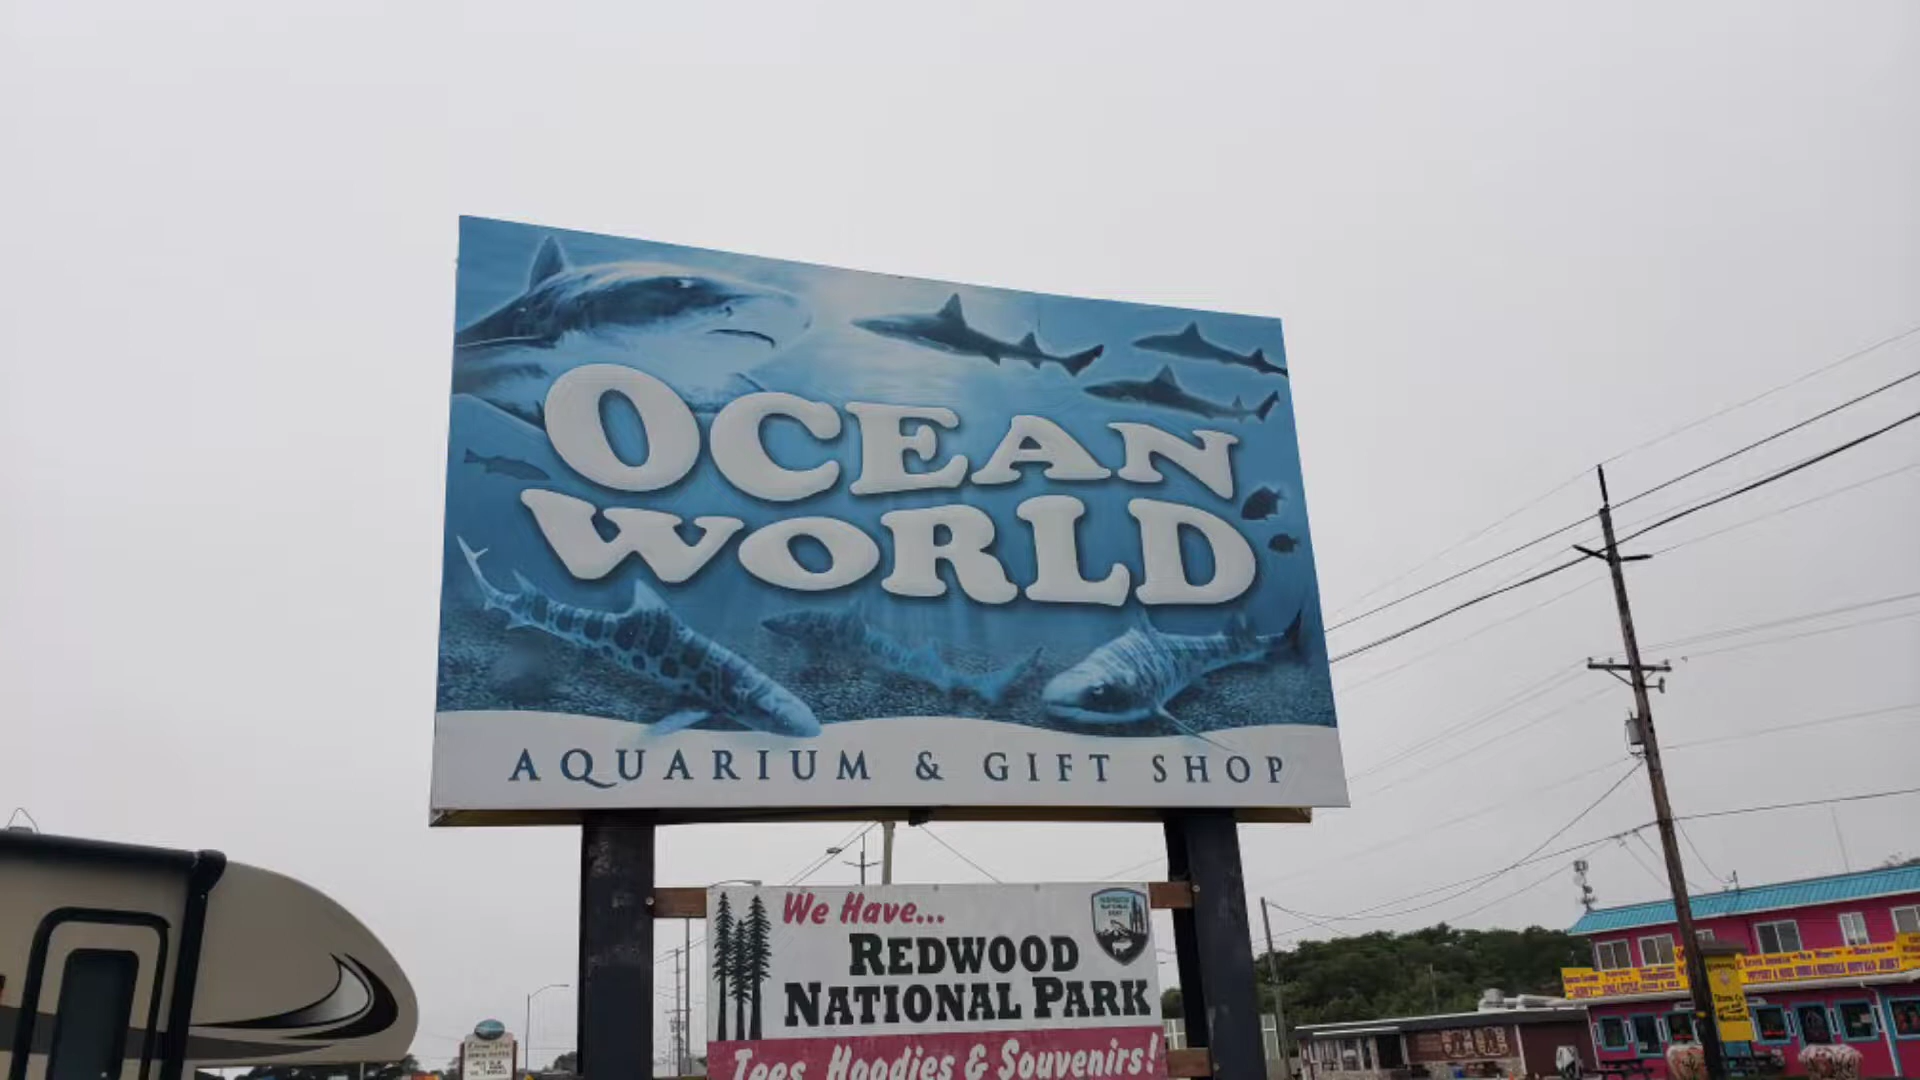 OCEAN
WORLD
AQUARIUM & GIFT SHOP
We Have...
REDWOOD
NATIONAL PARK
Tees, Hoodies & Souvenirs!